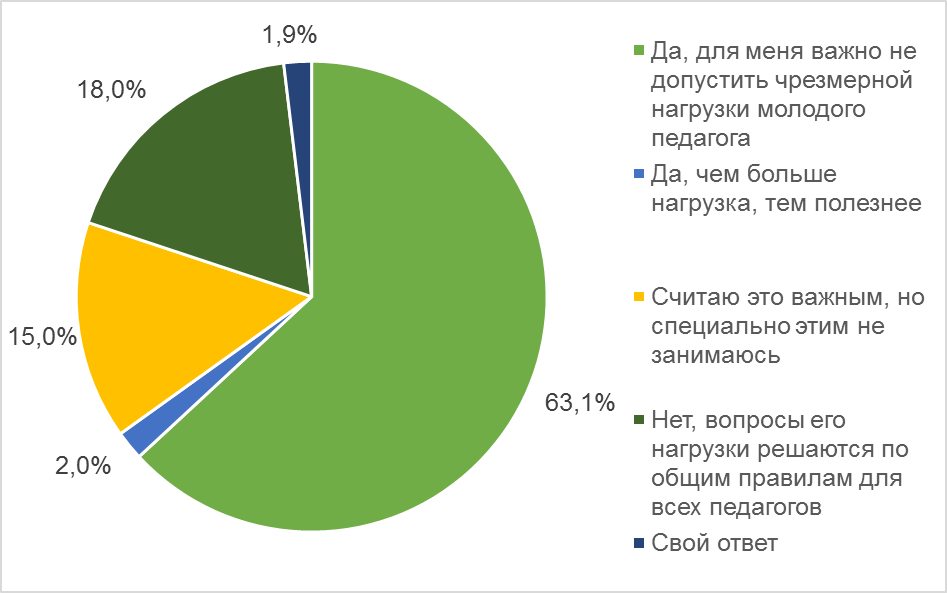 1,9%
18,0%
15,0%
2,0%
63,1%
Да, для меня важно не
допустить чрезмерной
нагрузки молодого
педагога
Да, чем больше
нагрузка, тем полезнее
Считаю это важным, но
специально этим не
занимаюсь
Нет, вопросы его
нагрузки решаются по
общим правилам для
всех педагогов
Свой ответ